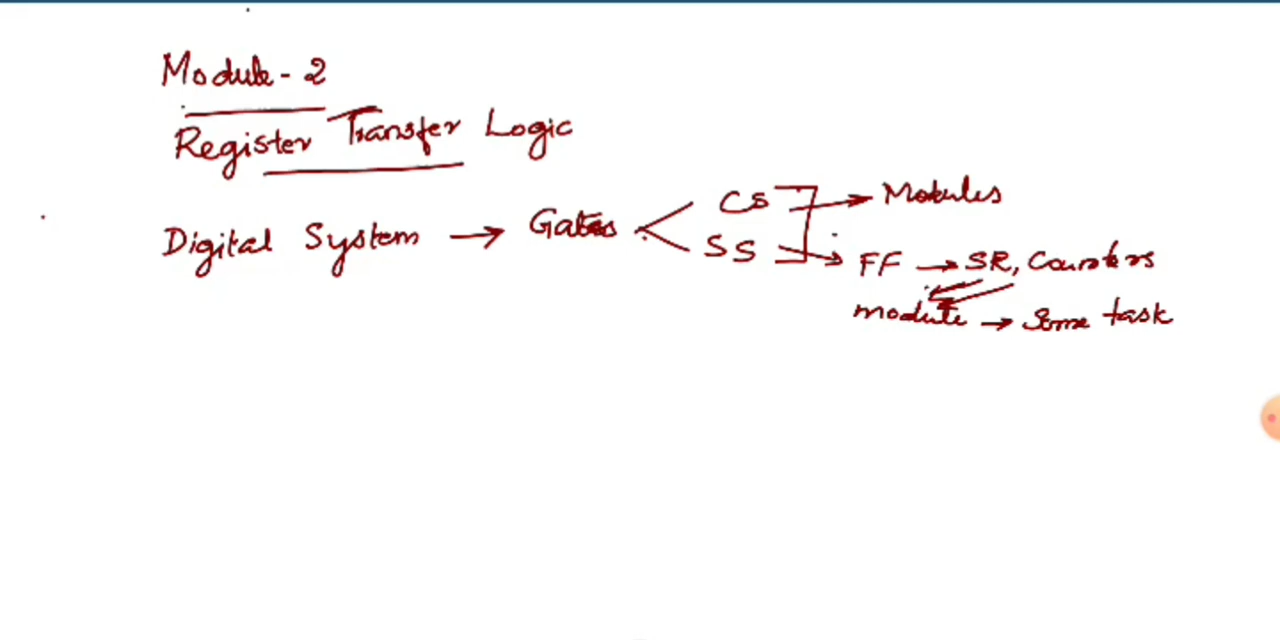 Module - 2
Register Transfer Logic
Digital System → Gates < CS → Modules
SS → FF → SR, Counters
module → Some task